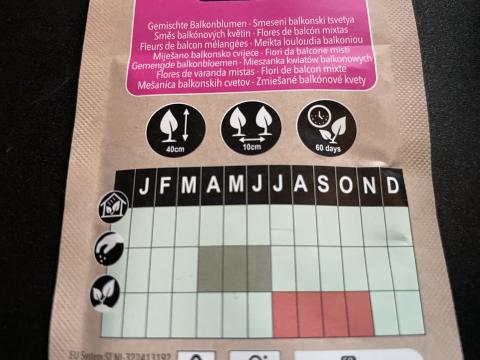 Gemischte Balkonblumen · Smeseni balkonski tsvetya
Směs balkónových květin · Flores de balcón mixtas
Fleurs de balcon mélangées · Meikta louloudia balkoniou
Miješano balkonsko cvijeće · Fiori da balcone misti
Gemengde balkonbloemen · Mieszanka kwiatów balkonowych
Flores de varanda mistas · Flori de balcon mixte
Mešanica balkonskih cvetov · Zmiešané balkónové kvety
40cm 10cm 60 days
J F M A M J J A S O N D
EU System